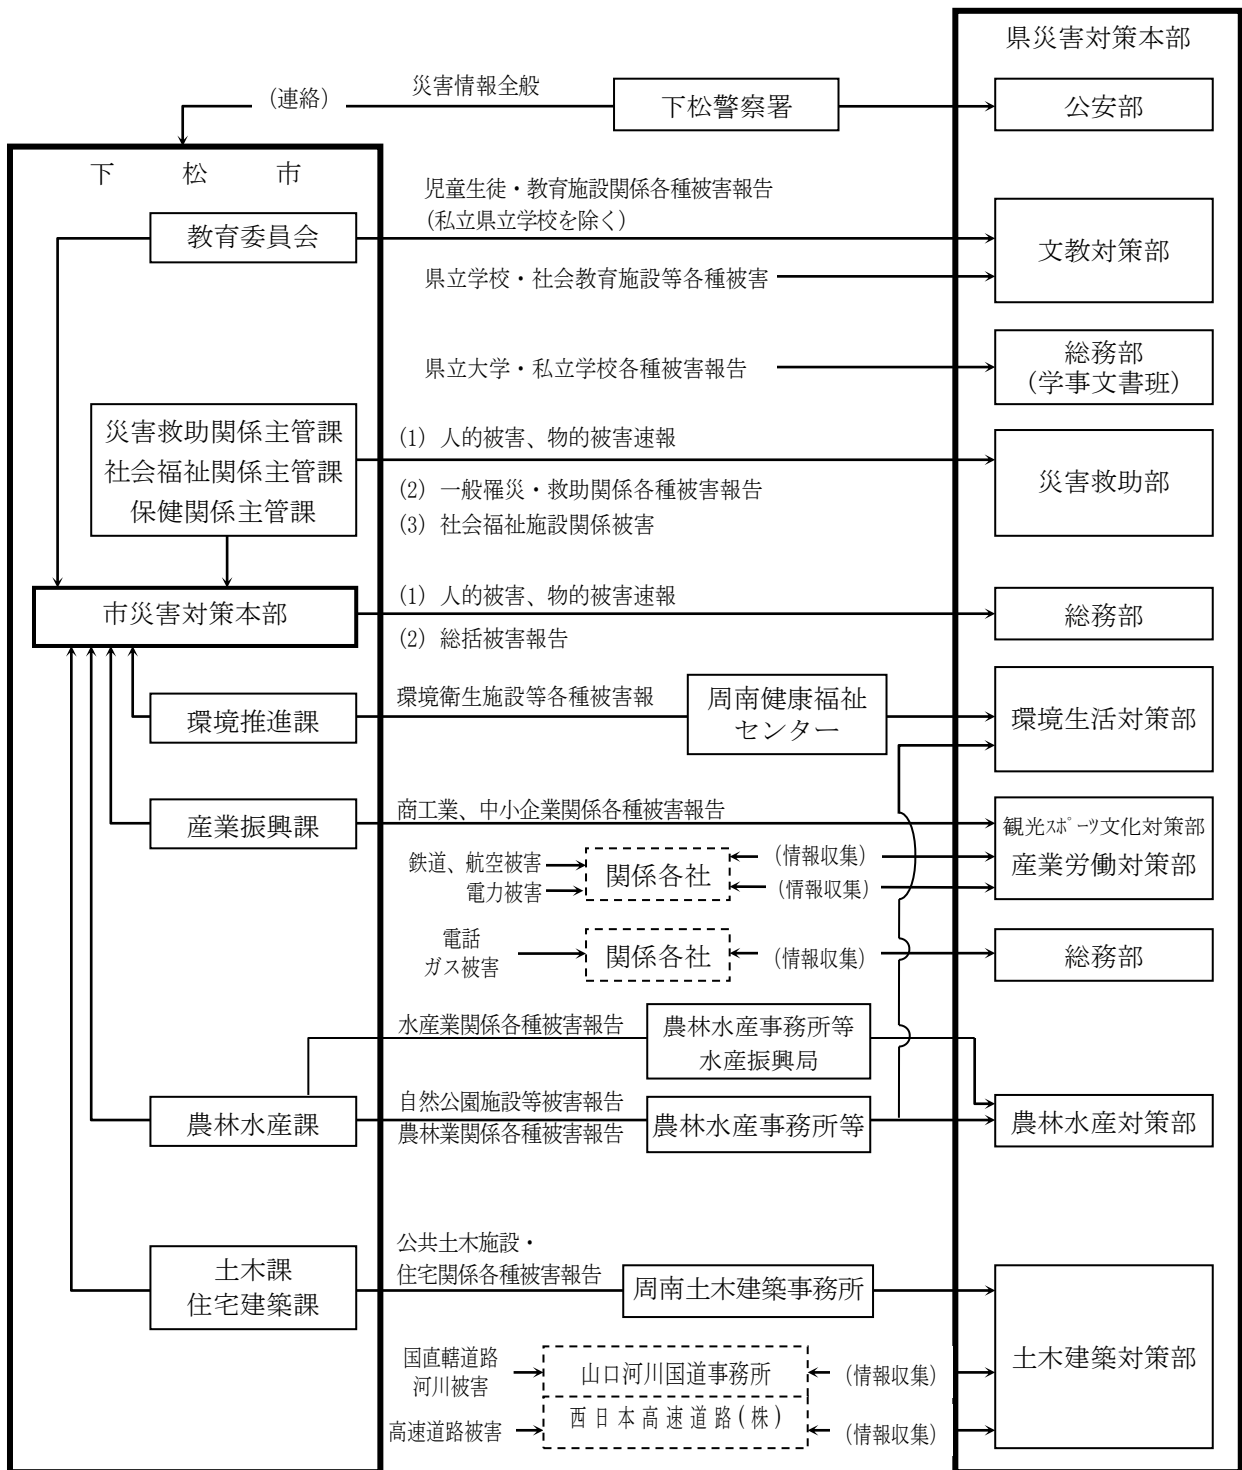 県災害対策本部
災害情報全般
（連絡）
下松警察署
公安部
下　松　市
児童生徒・教育施設関係各種被害報告
（私立県立学校を除く）
教育委員会
文教対策部
県立学校・社会教育施設等各種被害
県立大学・私立学校各種被害報告
総務部
（学事文書班）
災害救助関係主管課
社会福祉関係主管課
保健関係主管課
(1) 人的被害、物的被害速報
(2) 一般罹災・救助関係各種被害報告
(3) 社会福祉施設関係被害
災害救助部
市災害対策本部
(1) 人的被害、物的被害速報
(2) 総括被害報告
総務部
環境推進課
環境衛生施設等各種被害報
周南健康福祉
センター
環境生活対策部
産業振興課
商工業、中小企業関係各種被害報告
観光ｽﾎﾟｰﾂ文化対策部
産業労働対策部
鉄道、航空被害
電力被害
関係各社
（情報収集）
（情報収集）
電話
ガス被害
関係各社
（情報収集）
総務部
水産業関係各種被害報告
農林水産事務所等
水産振興局
農林水産課
自然公園施設等被害報告
農林業関係各種被害報告
農林水産事務所等
農林水産対策部
土木課
住宅建築課
公共土木施設・
住宅関係各種被害報告
周南土木建築事務所
土木建築対策部
国直轄道路
河川被害
山口河川国道事務所
（情報収集）
高速道路被害
西日本高速道路(株)
（情報収集）